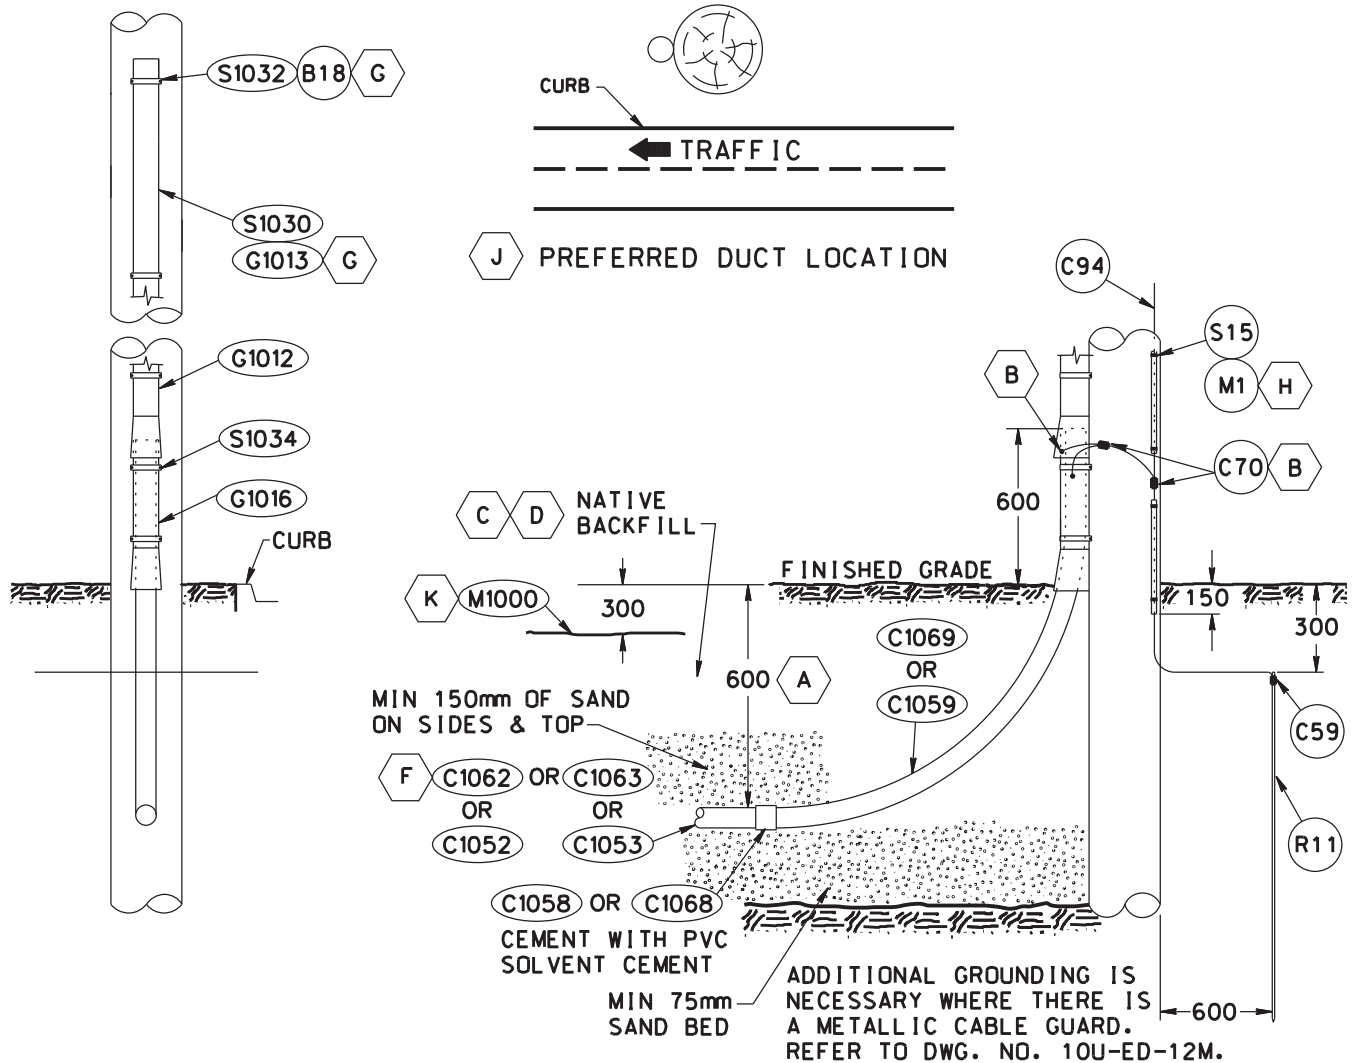 S1032 B18 G
CURB
TRAFFIC
S1030
G1013 G
J PREFERRED DUCT LOCATION
C94
G1012
S15
M1 H
B
S1034
C70 B
G1016
600
C D NATIVE
BACKFILL
CURB
FINISHED GRADE
K M1000
300
150
300
C1069
OR
C1059
600 A
MIN 150mm OF SAND
ON SIDES & TOP
C59
F C1062 OR C1063
OR OR
C1052 C1053
R11
C1058 OR C1068
CEMENT WITH PVC
SOLVENT CEMENT
MIN 75mm
SAND BED
ADDITIONAL GROUNDING IS
NECESSARY WHERE THERE IS
A METALLIC CABLE GUARD.
REFER TO DWG. NO. 10U-ED-12M.
600